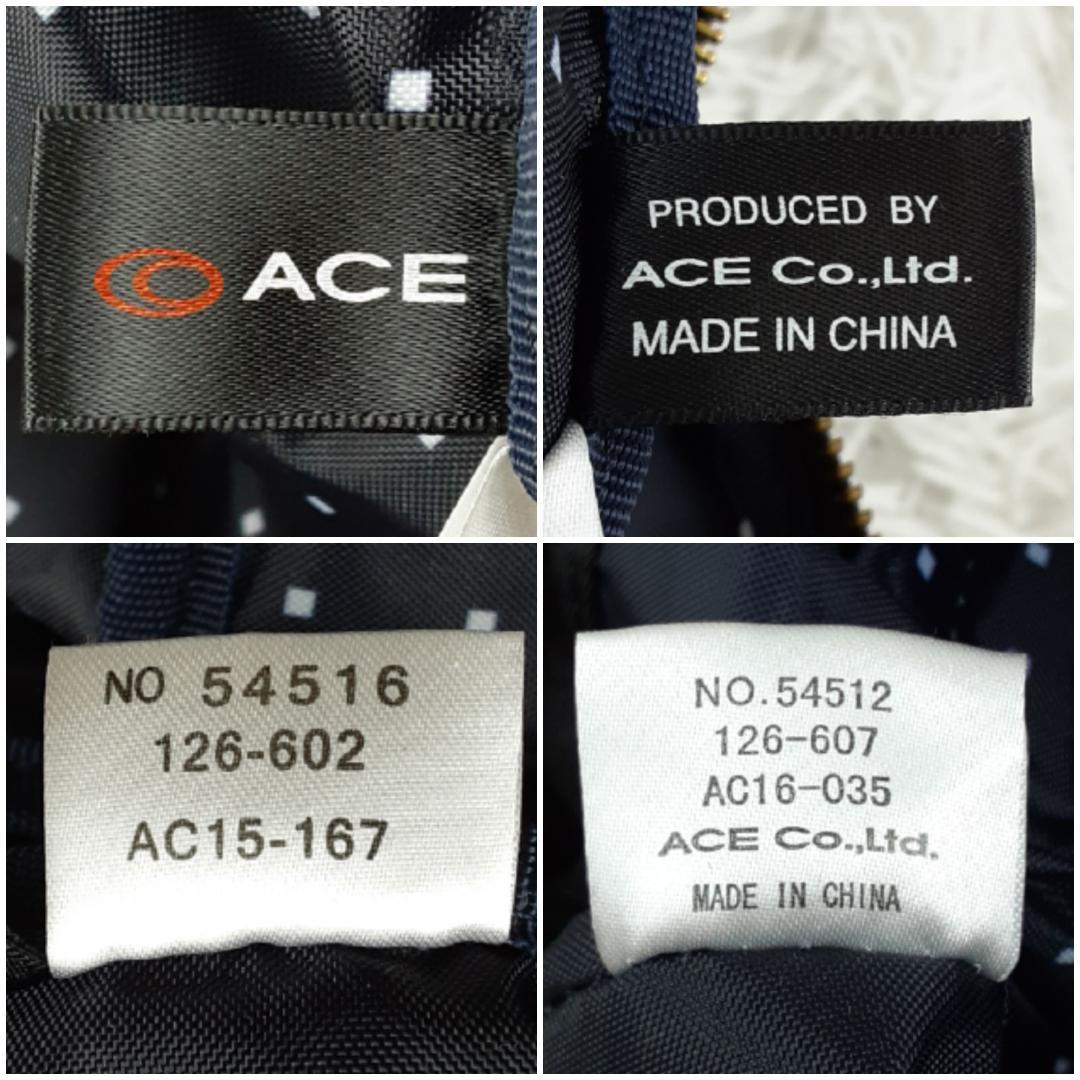 ACE
PRODUCED BY
ACE Co.,Ltd.
MADE IN CHINA
NO 54516
126-602
AC15-167
NO.54512
126-607
AC16-035
ACE Co.,Ltd.
MADE IN CHINA